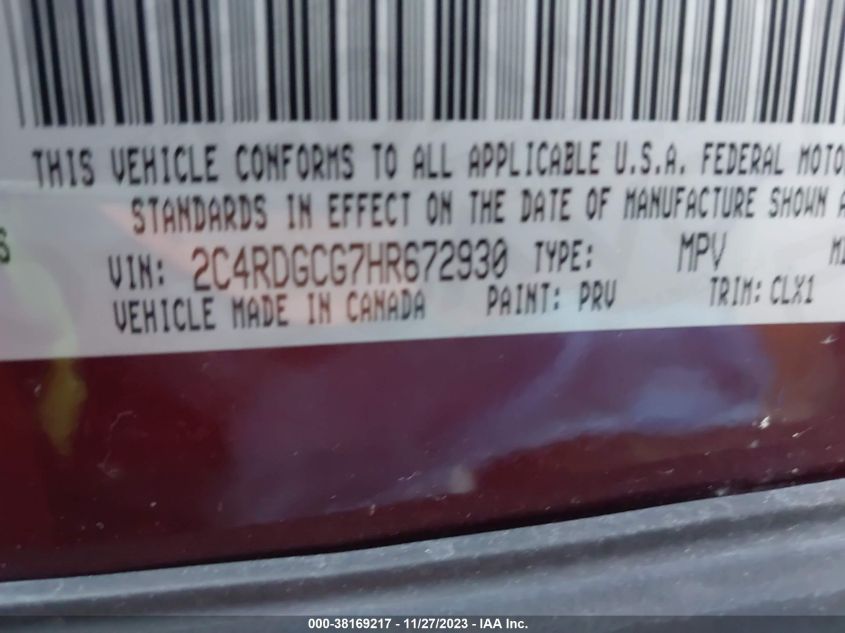 THIS VEHICLE CONFORMS TO ALL APPLICABLE U.S.A. FEDERAL MOTO
STANDARDS IN EFFECT ON THE DATE OF MANUFACTURE SHOWN A
S
VIN: 2C4RDGCG7HR672930 TYPE: MPV
VEHICLE MADE IN CANADA PAINT: PRV TRIM: CLX1
000-38169217 - 11/27/2023 - IAA Inc.